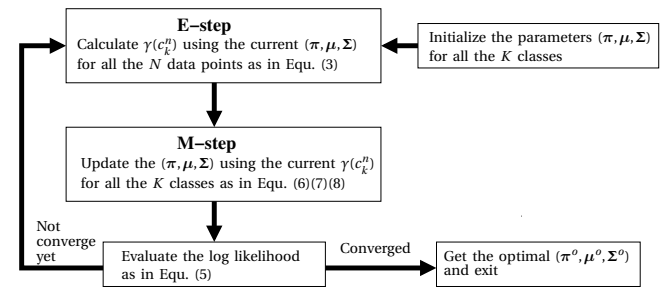 E−step
Calculate γ(c_k^n) using the current (π, μ, Σ)
for all the N data points as in Equ. (3)
Initialize the parameters (π, μ, Σ)
for all the K classes
M−step
Update the (π, μ, Σ) using the current γ(c_k^n)
for all the K classes as in Equ. (6)(7)(8)
Not
converge
yet
Evaluate the log likelihood
as in Equ. (5)
Converged
Get the optimal (π^o, μ^o, Σ^o)
and exit